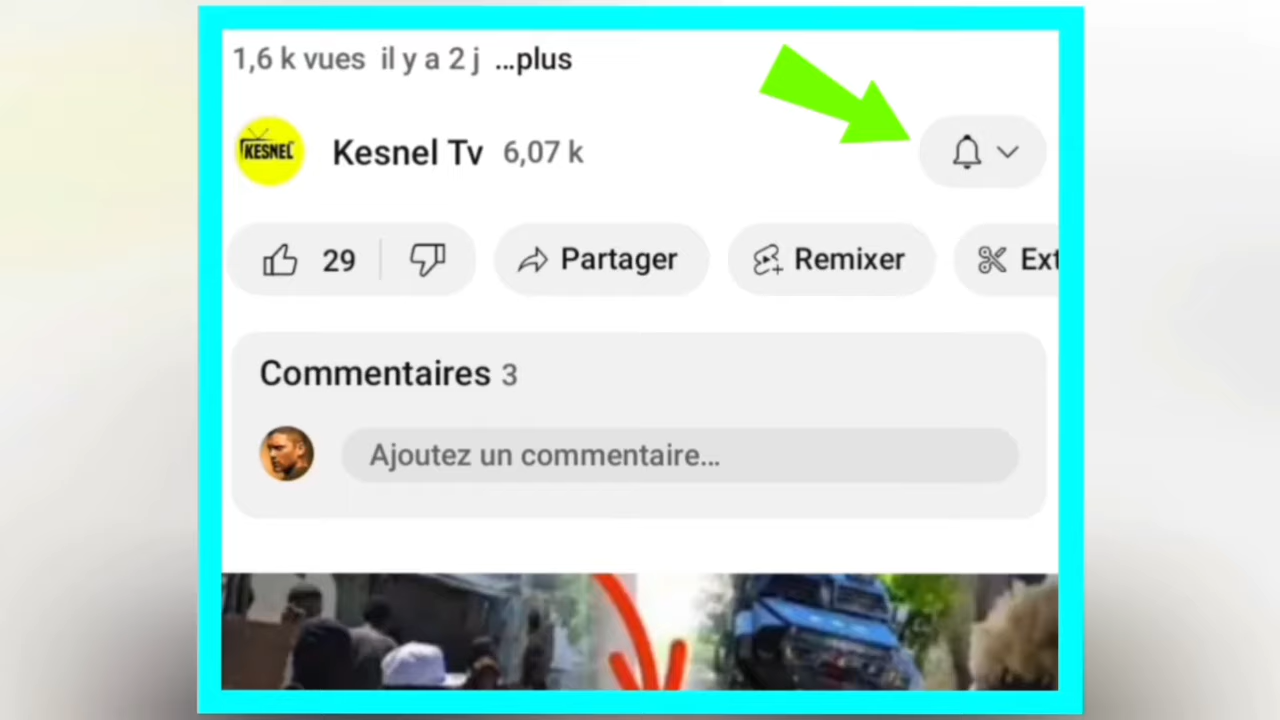 1,6 k vues il y a 2 j ...plus
KESNEL
Kesnel Tv 6,07 k
29 Partager Remixer Ext
Commentaires 3
Ajoutez un commentaire...